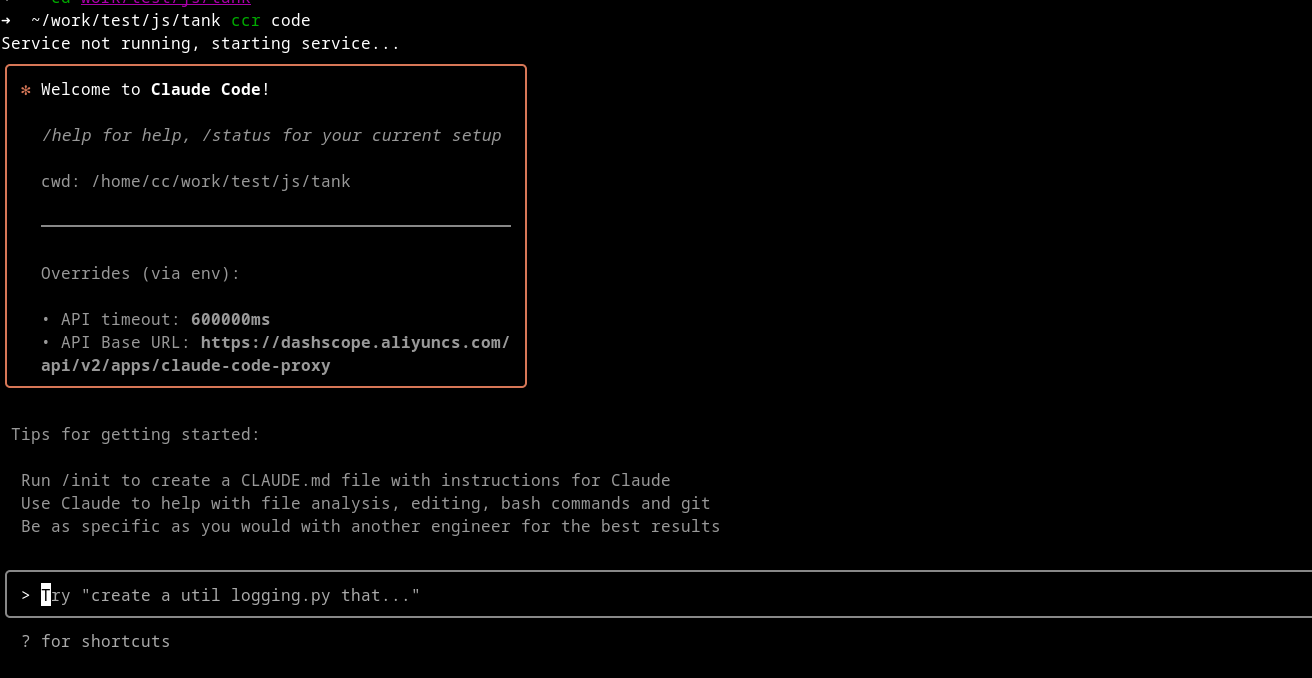 cd work/test/js/tank
➜ ~/work/test/js/tank ccr code
Service not running, starting service...
✻ Welcome to Claude Code!
/help for help, /status for your current setup
cwd: /home/cc/work/test/js/tank
Overrides (via env):
• API timeout: 600000ms
• API Base URL: https://dashscope.aliyuncs.com/
api/v2/apps/claude-code-proxy
Tips for getting started:
Run /init to create a CLAUDE.md file with instructions for Claude
Use Claude to help with file analysis, editing, bash commands and git
Be as specific as you would with another engineer for the best results
> Try "create a util logging.py that..."
? for shortcuts